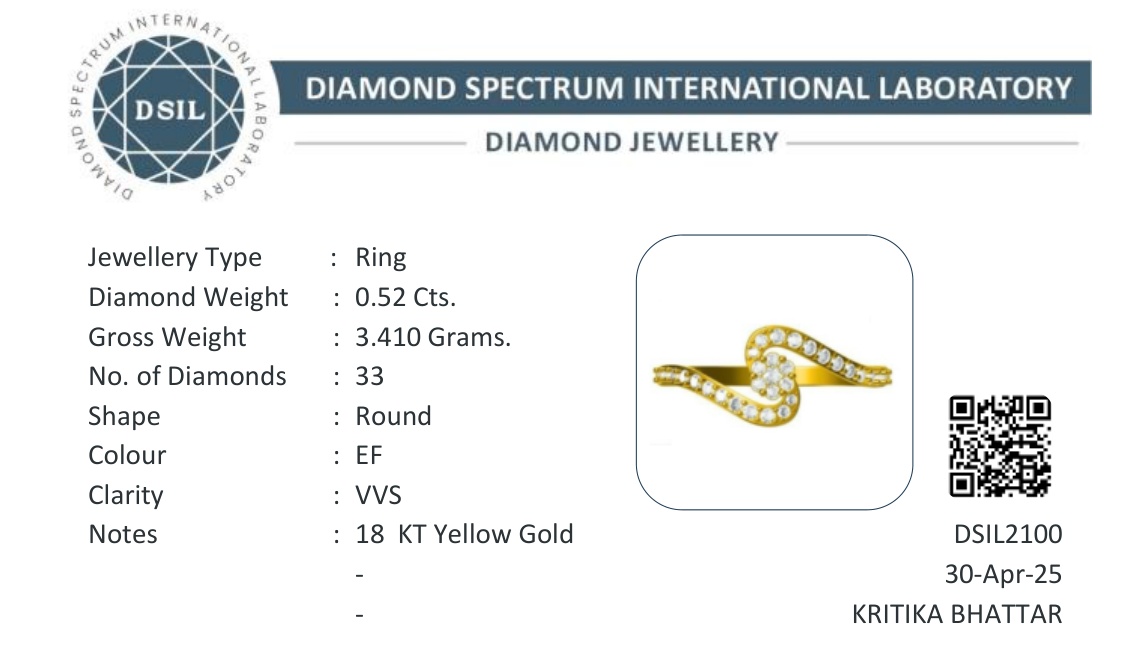 DIAMOND SPECTRUM INTERNATIONAL LABORATORY
DSIL
DIAMOND SPECTRUM INTERNATIONAL LABORATORY
DIAMOND JEWELLERY
Jewellery Type : Ring
Diamond Weight : 0.52 Cts.
Gross Weight : 3.410 Grams.
No. of Diamonds : 33
Shape : Round
Colour : EF
Clarity : VVS
Notes : 18 KT Yellow Gold
-
-
DSIL2100
30-Apr-25
KRITIKA BHATTAR